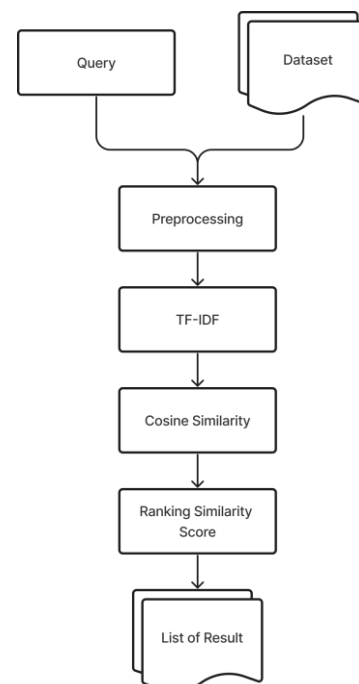 Query
Dataset
Preprocessing
TF-IDF
Cosine Similarity
Ranking Similarity
Score
List of Result